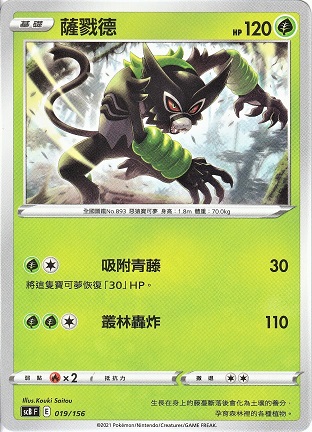 基礎 薩戮德 HP 120
全國圖鑑No.893 惡猿寶可夢 身高：1.8m 體重：70.0kg
吸附青藤 30
將這隻寶可夢恢復「30」HP。
叢林轟炸 110
弱點 ×2 抵抗力 撤退
Illus.Kouki Saitou
sc8 F E 019/156
生長在身上的藤蔓斷落後會化為土壤的養分，
孕育森林裡的各種植物。
©2021 Pokémon/Nintendo/Creatures/GAME FREAK.